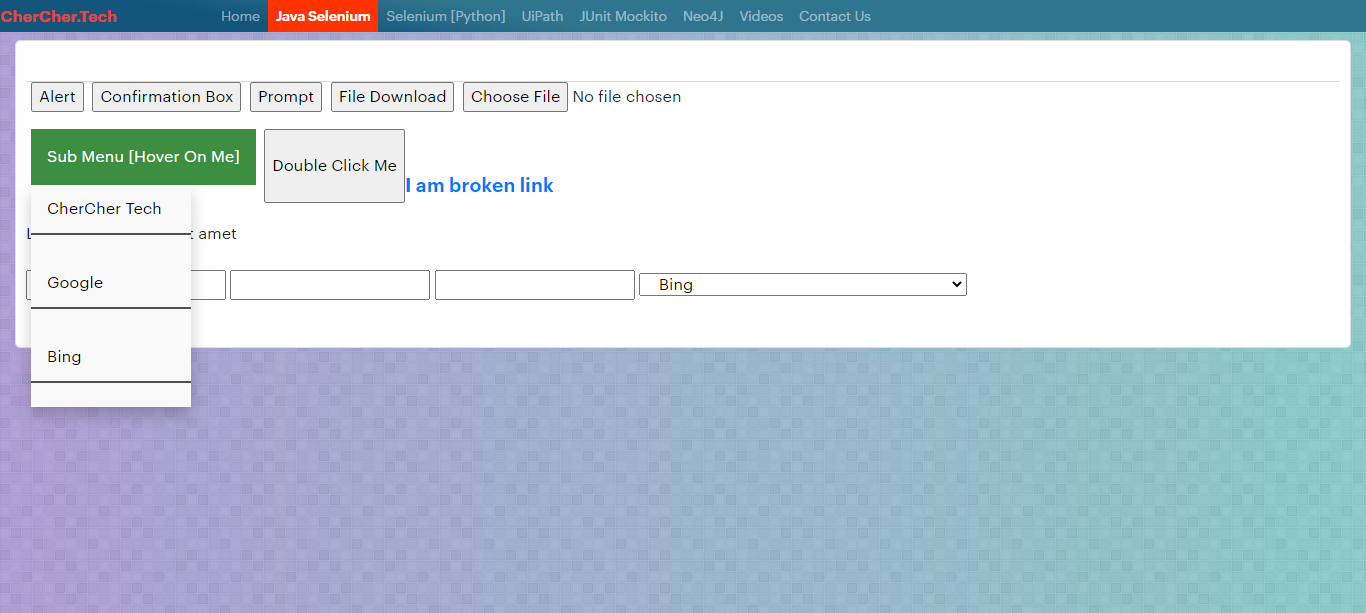 CherCher.Tech Home Java Selenium Selenium [Python] UiPath JUnit Mockito Neo4J Videos Contact Us
Alert Confirmation Box Prompt File Download Choose File No file chosen
Sub Menu [Hover On Me] Double Click Me I am broken link
CherCher Tech
amet
Google
Bing
Bing